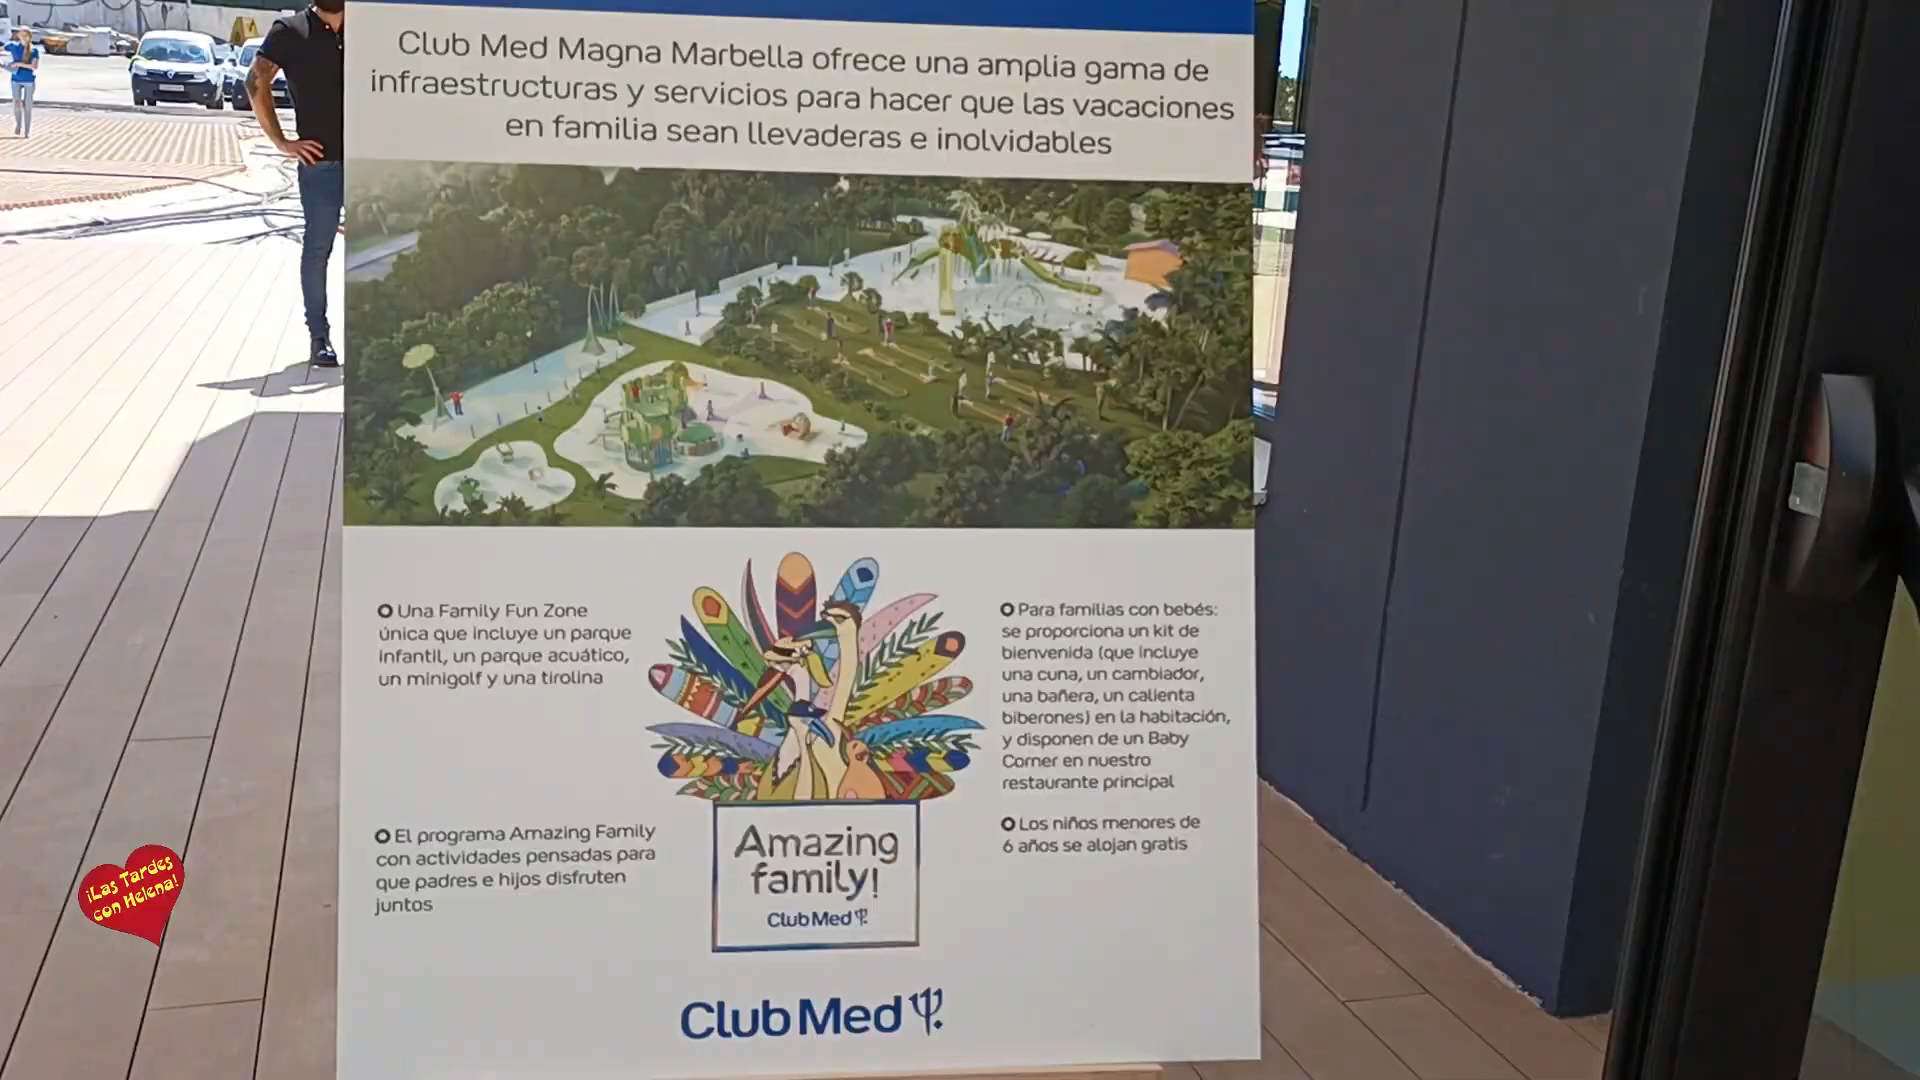 Club Med Magna Marbella ofrece una amplia gama de
infraestructuras y servicios para hacer que las vacaciones
en familia sean llevaderas e inolvidables
Una Family Fun Zone
única que incluye un parque
infantil, un parque acuático,
un minigolf y una tirolina
El programa Amazing Family
con actividades pensadas para
que padres e hijos disfruten
juntos
Amazing
family!
Club Med
Para familias con bebés:
se proporciona un kit de
bienvenida (que incluye
una cuna, un cambiador,
una bañera, un calienta
biberones) en la habitación,
y disponen de un Baby
Corner en nuestro
restaurante principal
Los niños menores de
6 años se alojan gratis
Club Med
¡Las Tardes
con Helena!